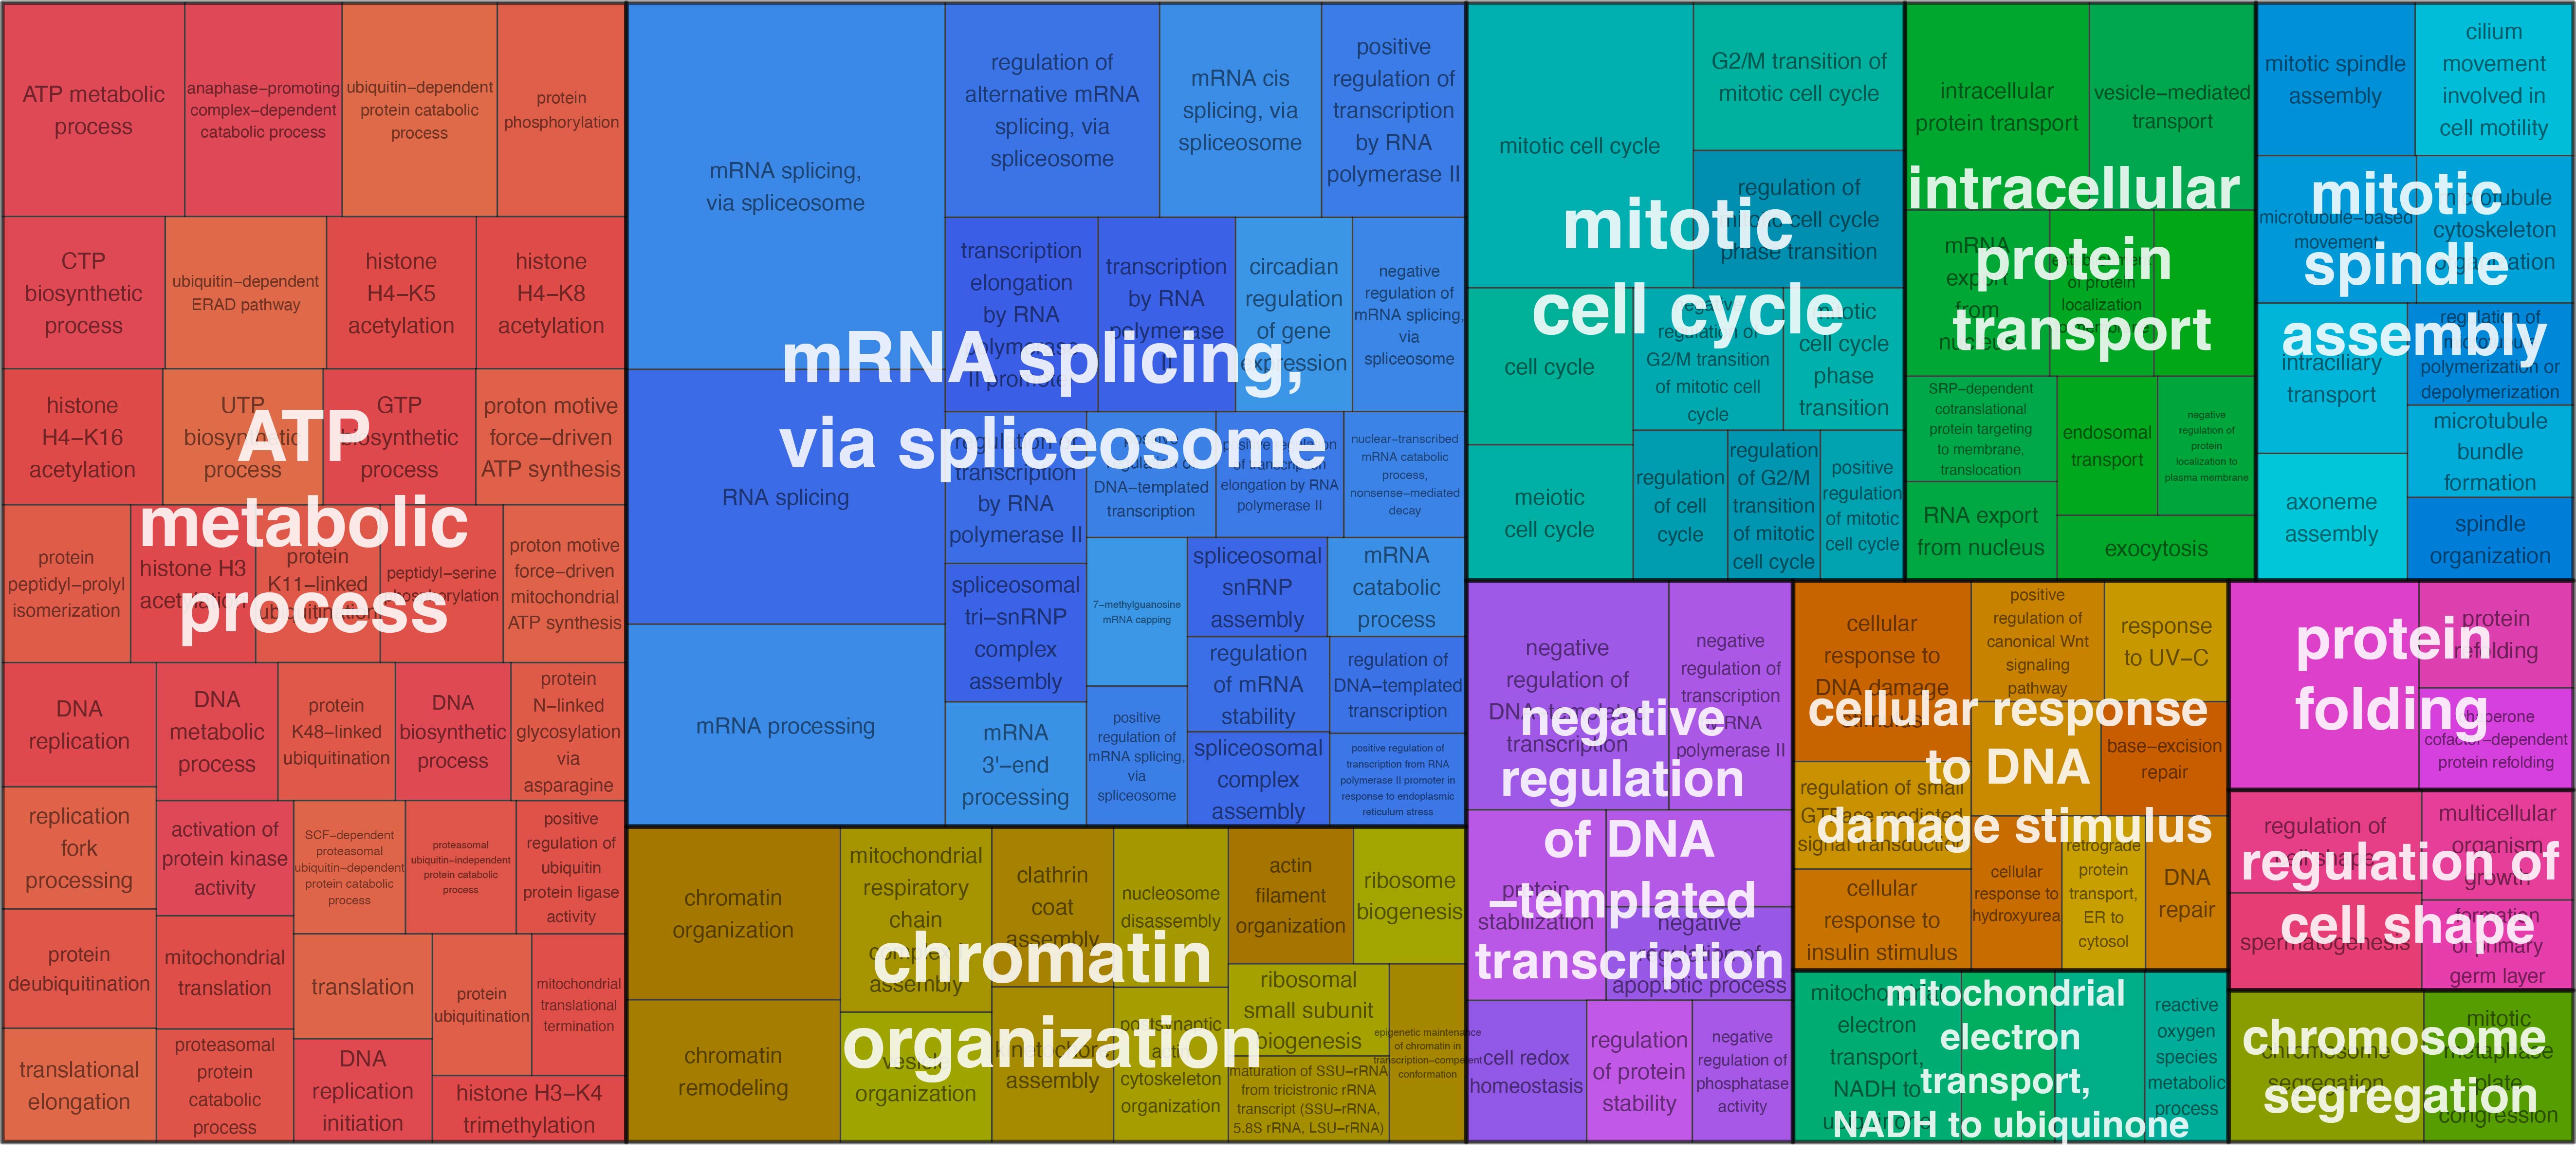 ATP metabolic
process
anaphase–promoting
complex–dependent
catabolic process
ubiquitin–dependent
protein catabolic
process
protein
phosphorylation
CTP
biosynthetic
process
ubiquitin–dependent
ERAD pathway
histone
H4–K5
acetylation
histone
H4–K8
acetylation
histone
H4–K16
acetylation
UTP
biosynthetic
process
GTP
biosynthetic
process
proton motive
force–driven
ATP synthesis
ATP
metabolic
process
protein
peptidyl–prolyl
isomerization
histone H3
acetylation
protein
K11–linked
ubiquitination
peptidyl–serine
phosphorylation
proton motive
force–driven
mitochondrial
ATP synthesis
DNA
replication
DNA
metabolic
process
protein
K48–linked
ubiquitination
DNA
biosynthetic
process
protein
N–linked
glycosylation
via
asparagine
replication
fork
processing
activation of
protein kinase
activity
SCF–dependent
proteasomal
ubiquitin–dependent
protein catabolic
process
proteasomal
ubiquitin–independent
protein catabolic
process
positive
regulation of
ubiquitin
protein ligase
activity
protein
deubiquitination
mitochondrial
translation
translation
protein
ubiquitination
mitochondrial
translational
termination
translational
elongation
proteasomal
protein
catabolic
process
DNA
replication
initiation
histone H3–K4
trimethylation
mRNA splicing,
via spliceosome
RNA splicing
mRNA processing
regulation of
alternative mRNA
splicing, via
spliceosome
mRNA cis
splicing, via
spliceosome
positive
regulation of
transcription
by RNA
polymerase II
transcription
elongation
by RNA
polymerase
II promoter
transcription
by RNA
polymerase
circadian
regulation
of gene
expression
negative
regulation of
mRNA splicing,
via
spliceosome
mRNA splicing,
via spliceosome
regulation of
transcription
by RNA
polymerase II
positive
regulation of
DNA–templated
transcription
positive regulation
of transcription
elongation by RNA
polymerase II
nuclear–transcribed
mRNA catabolic
process,
nonsense–mediated
decay
spliceosomal
tri–snRNP
complex
assembly
7–methylguanosine
mRNA capping
spliceosomal
snRNP
assembly
mRNA
catabolic
process
regulation
of mRNA
stability
regulation of
DNA–templated
transcription
mRNA
3'–end
processing
positive
regulation of
mRNA splicing,
via
spliceosome
spliceosomal
complex
assembly
positive regulation of
transcription from RNA
polymerase II promoter in
response to endoplasmic
reticulum stress
chromatin
organization
chromatin
remodeling
mitochondrial
respiratory
chain
complex
assembly
vesicle
organization
clathrin
coat
assembly
kinetochore
assembly
nucleosome
disassembly
postsynaptic
actin
cytoskeleton
organization
actin
filament
organization
ribosome
biogenesis
ribosomal
small subunit
biogenesis
maturation of SSU–rRNA
from tricistronic rRNA
transcript (SSU–rRNA,
5.8S rRNA, LSU–rRNA)
epigenetic maintenance
of chromatin in
transcription–competent
conformation
chromatin
organization
mitotic cell cycle
G2/M transition of
mitotic cell cycle
regulation of
mitotic cell cycle
phase transition
mitotic
cell cycle
cell cycle
negative
regulation of
G2/M transition
of mitotic cell
cycle
mitotic
cell cycle
phase
transition
meiotic
cell cycle
regulation
of cell
cycle
regulation
of G2/M
transition
of mitotic
cell cycle
positive
regulation
of mitotic
cell cycle
intracellular
protein transport
vesicle–mediated
transport
intracellular
protein
transport
mRNA
export
from
nucleus
of protein
localization
SRP–dependent
cotranslational
protein targeting
to membrane,
translocation
endosomal
transport
negative
regulation of
protein
localization to
plasma membrane
RNA export
from nucleus
exocytosis
mitotic spindle
assembly
cilium
movement
involved in
cell motility
microtubule–based
movement
microtubule
cytoskeleton
organization
mitotic
spindle
assembly
intraciliary
transport
regulation of
microtubule
polymerization or
depolymerization
microtubule
bundle
formation
axoneme
assembly
spindle
organization
negative
regulation of
DNA–templated
transcription
negative
regulation of
transcription
by RNA
polymerase II
negative
regulation
of DNA
–templated
transcription
protein
stabilization
negative
regulation of
apoptotic process
cell redox
homeostasis
regulation
of protein
stability
negative
regulation of
phosphatase
activity
cellular
response to
DNA damage
stimulus
positive
regulation of
canonical Wnt
signaling
pathway
response
to UV–C
base–excision
repair
cellular response
to DNA
damage stimulus
regulation of small
GTPase mediated
signal transduction
cellular
response to
insulin stimulus
cellular
response to
hydroxyurea
retrograde
protein
transport,
ER to
cytosol
DNA
repair
mitochondrial
electron
transport,
NADH to
ubiquinone
mitochondrial
electron
transport,
NADH to ubiquinone
reactive
oxygen
species
metabolic
process
protein
folding
protein
refolding
chaperone
cofactor–dependent
protein refolding
regulation of
cell shape
multicellular
organism
growth
regulation of
cell shape
spermatogenesis
formation
of primary
germ layer
chromosome
segregation
mitotic
metaphase
plate
congression
chromosome
segregation